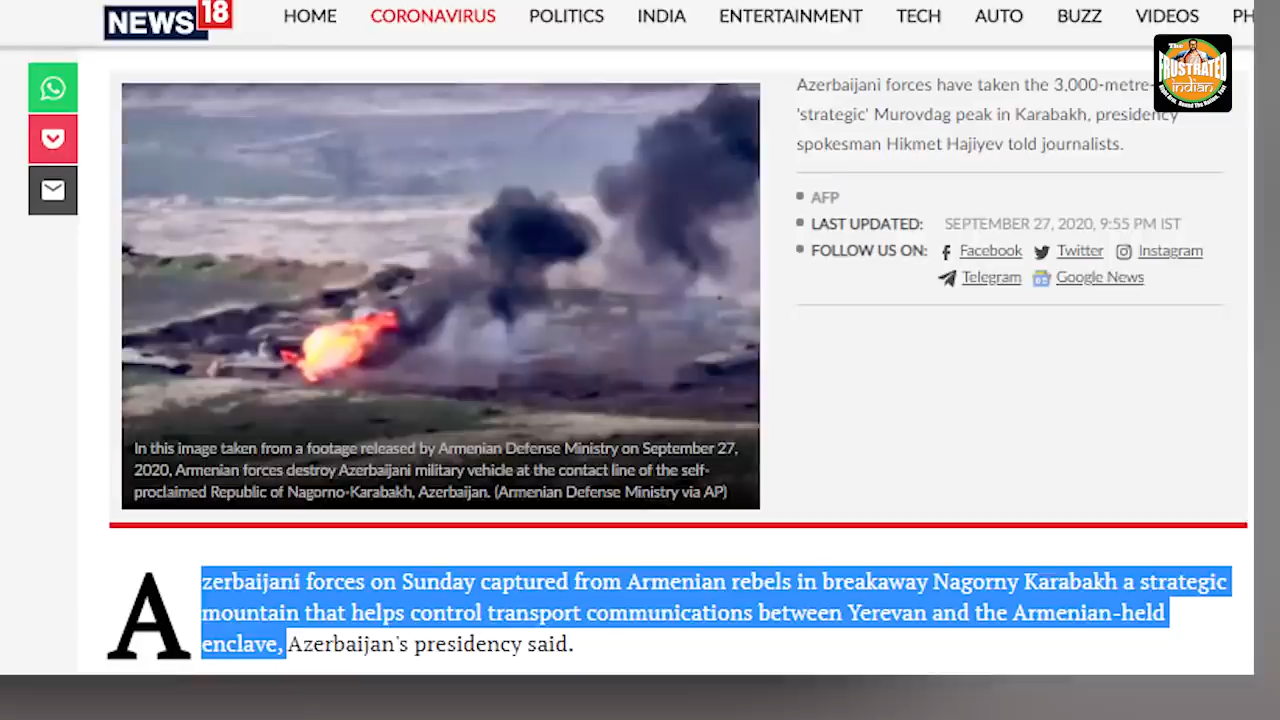 NEWS 18
HOME CORONAVIRUS POLITICS INDIA ENTERTAINMENT TECH AUTO BUZZ VIDEOS PH
The
FRUSTRATED
indian
Azerbaijani forces have taken the 3,000-metre-
'strategic' Murovdag peak in Karabakh, presidency
spokesman Hikmet Hajiyev told journalists.
AFP
LAST UPDATED: SEPTEMBER 27, 2020, 9:55 PM IST
FOLLOW US ON: Facebook Twitter Instagram
Telegram Google News
In this image taken from a footage released by Armenian Defense Ministry on September 27,
2020, Armenian forces destroy Azerbaijani military vehicle at the contact line of the self-
proclaimed Republic of Nagorno-Karabakh, Azerbaijan. (Armenian Defense Ministry via AP)
Azerbaijani forces on Sunday captured from Armenian rebels in breakaway Nagorny Karabakh a strategic
mountain that helps control transport communications between Yerevan and the Armenian-held
enclave, Azerbaijan's presidency said.